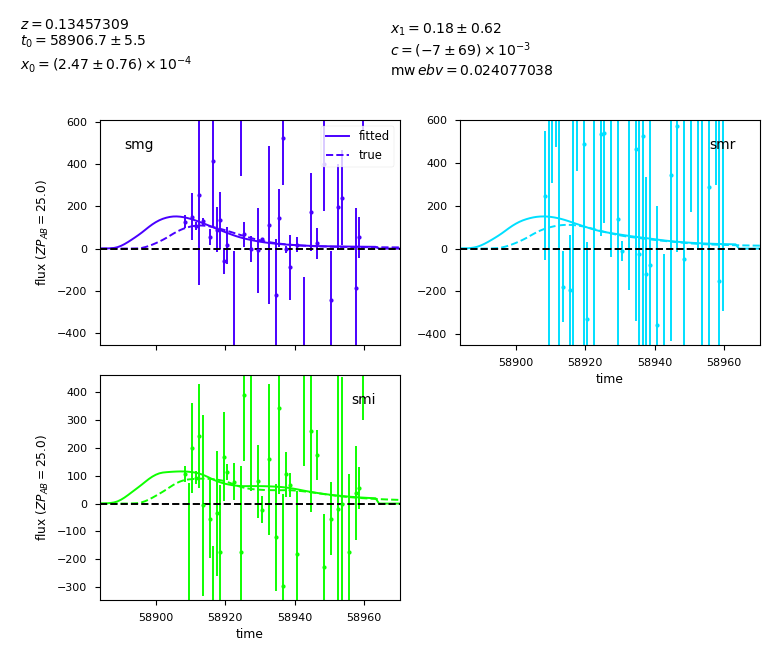 z = 0.13457309
t₀ = 58906.7 ± 5.5
x₀ = (2.47 ± 0.76) × 10⁻⁴
x₁ = 0.18 ± 0.62
c = (−7 ± 69) × 10⁻³
mw ebv = 0.024077038
smg
fitted
true
600
400
200
0
−200
−400
flux (ZP_AB = 25.0)
smr
600
400
200
0
−200
−400
58900 58920 58940 58960
time
smi
400
300
200
100
0
−100
−200
−300
flux (ZP_AB = 25.0)
58900 58920 58940 58960
time